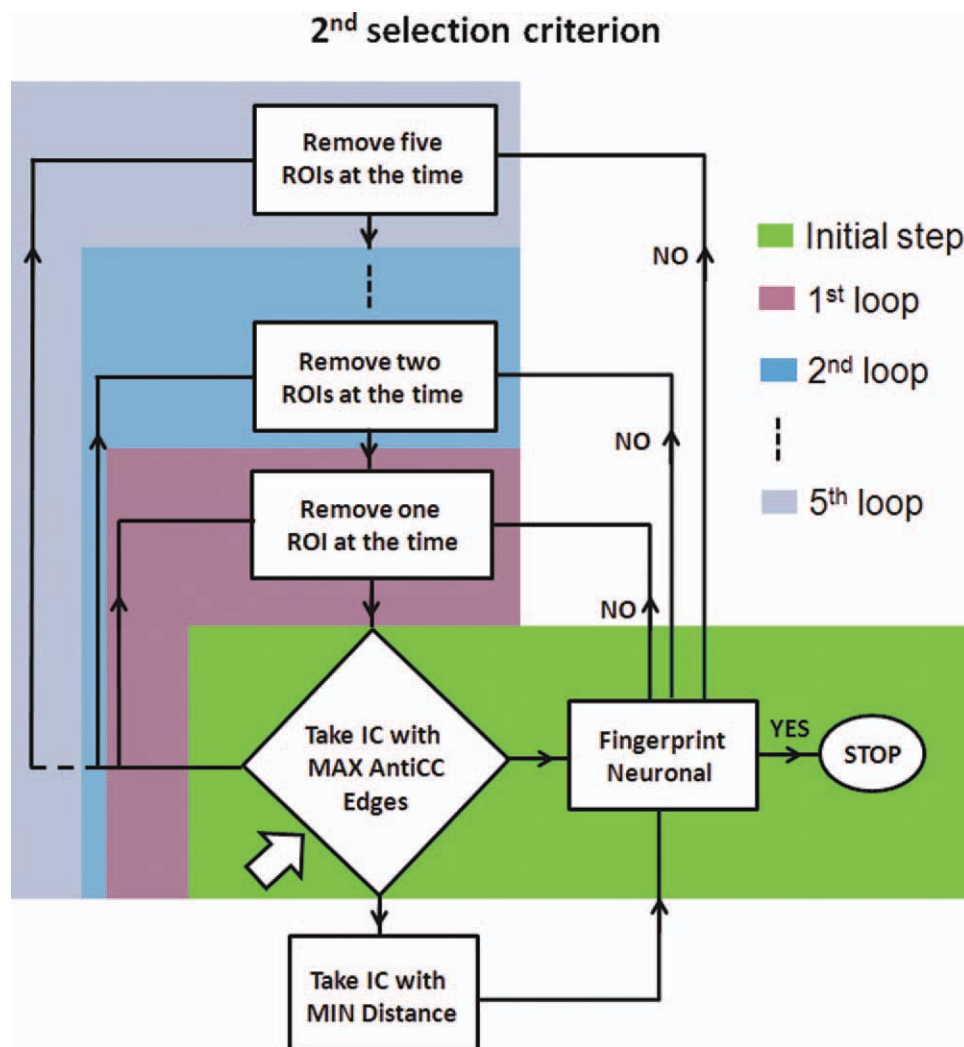 2nd selection criterion
Remove five
ROIs at the time
NO
Initial step
1st loop
2nd loop
5th loop
Remove two
ROIs at the time
NO
Remove one
ROI at the time
NO
Take IC with
MAX AntiCC
Edges
Fingerprint
Neuronal
YES
STOP
Take IC with
MIN Distance